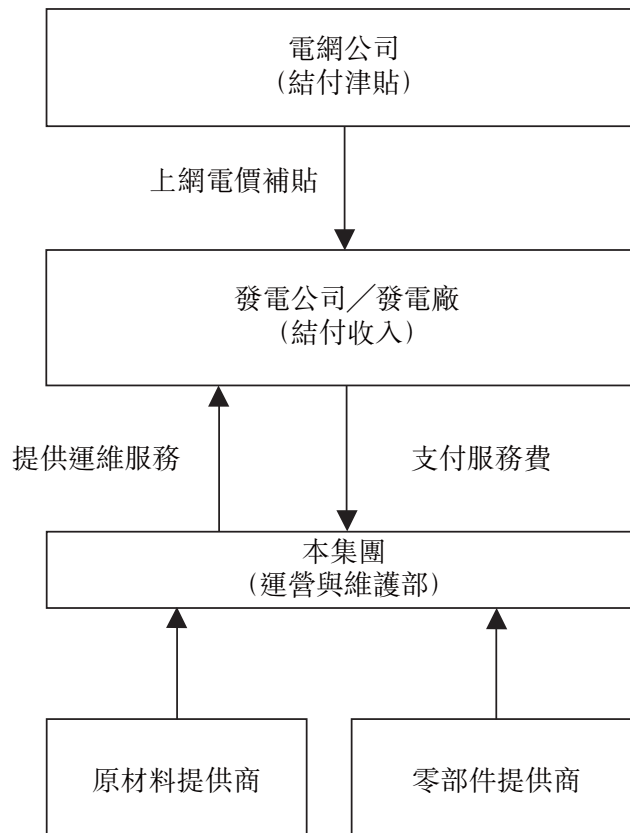 電網公司
(結付津貼)
上網電價補貼
發電公司／發電廠
(結付收入)
提供運維服務
支付服務費
本集團
(運營與維護部)
原材料提供商
零部件提供商